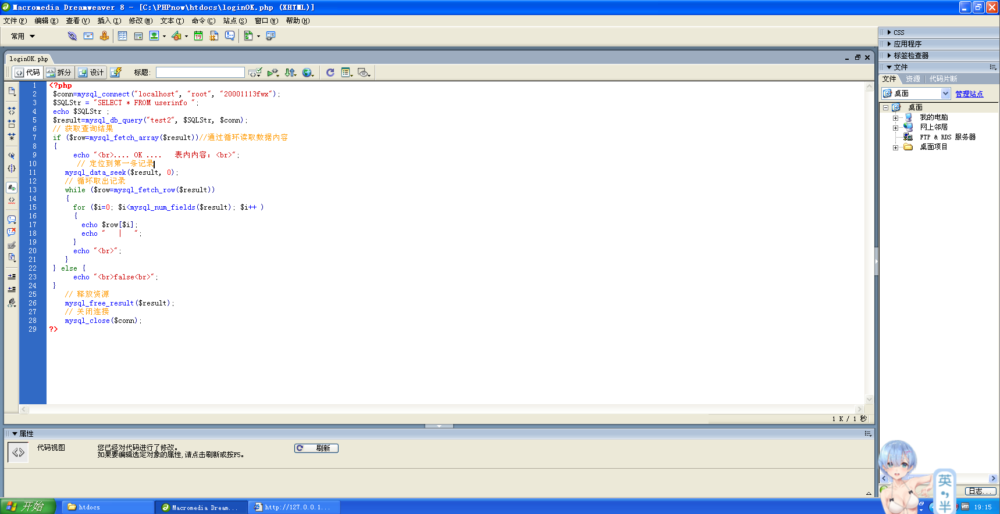 Macromedia Dreamweaver 8 - [C:\PHPnow\htdocs\loginOK.php (XHTML)]
文件(F) 编辑(E) 查看(V) 插入(I) 修改(M) 文本(T) 命令(C) 站点(S) 窗口(W) 帮助(H)
常用
19
loginOK.php
代码 拆分 设计 标题:
1 <?php
2 $conn=mysql_connect("localhost", "root", "20001113fwx");
3 $SQLStr = "SELECT * FROM userinfo ";
4 echo $SQLStr ;
5 $result=mysql_db_query("test2", $SQLStr, $conn);
6 // 获取查询结果
7 if ($row=mysql_fetch_array($result))//通过循环读取数据内容
8 {
9 echo "<br>.... OK .... 表内内容：<br>";
10 // 定位到第一条记录
11 mysql_data_seek($result, 0);
12 // 循环取出记录
13 while ($row=mysql_fetch_row($result))
14 {
15 for ($i=0; $i<mysql_num_fields($result); $i++ )
16 {
17 echo $row[$i];
18 echo " | ";
19 }
20 echo "<br>";
21 }
22 } else {
23 echo "<br>false<br>";
24 }
25 // 释放资源
26 mysql_free_result($result);
27 // 关闭连接
28 mysql_close($conn);
29 ?>
1 K / 1 秒
属性
代码视图
您已经对代码进行了修改。
如果要编辑选定对象的属性,请点击刷新或按F5。
刷新
CSS
应用程序
标签检查器
文件
文件 资源 代码片断
桌面 管理站点
桌面
我的电脑
网上邻居
FTP & RDS 服务器
桌面项目
日志...
英
半
开始 htdocs Macromedia Dream... http://127.0.0.1... vm 19:15